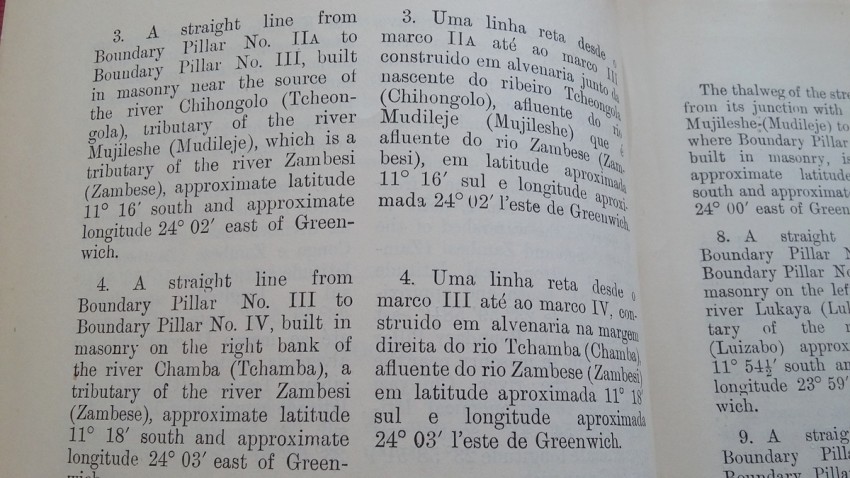 3. A straight line from
Boundary Pillar No. IIA to
Boundary Pillar No. III, built
in masonry near the source of
the river Chihongolo (Tcheon-
gola), tributary of the river
Mujileshe (Mudileje), which is a
tributary of the river Zambesi
(Zambese), approximate latitude
11° 16′ south and approximate
longitude 24° 02′ east of Green-
wich.
4. A straight line from
Boundary Pillar No. III to
Boundary Pillar No. IV, built in
masonry on the right bank of
the river Chamba (Tchamba), a
tributary of the river Zambesi
(Zambese), approximate latitude
11° 18′ south and approximate
longitude 24° 03′ east of Green-
wich.
3. Uma linha reta desde o
marco IIA até ao marco III
construido em alvenaria junto da
nascente do ribeiro Tcheongola
(Chihongolo), afluente do rio
Mudileje (Mujileshe) que é
afluente do rio Zambese (Zam-
besi), em latitude aproximada
11° 16′ sul e longitude aproxi-
mada 24° 02′ l'este de Greenwich.
4. Uma linha reta desde o
marco III até ao marco IV, con-
struido em alvenaria na margem
direita do rio Tchamba (Chamba),
afluente do rio Zambese (Zambesi)
em latitude aproximada 11° 18′
sul e longitude aproximada
24° 03′ l'este de Greenwich.
The thalweg of the
from its junction with
Mujileshe (Mudileje) to
where Boundary Pillar
built in masonry,
approximate latitude
south and
24° 00′ east of
8. A straight
Boundary Pillar
Boundary Pillar
masonry on the left
river Lukaya
of the
(Luizabo)
11° 54½′ south
longitude 23° 59′
wich.
9. A
Boundary
Boundary